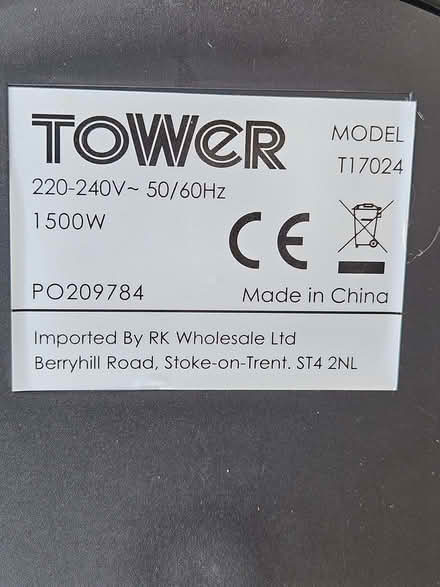 TOWER
MODEL
T17024
220-240V~ 50/60Hz
1500W
CE
PO209784
Made in China
Imported By RK Wholesale Ltd
Berryhill Road, Stoke-on-Trent. ST4 2NL